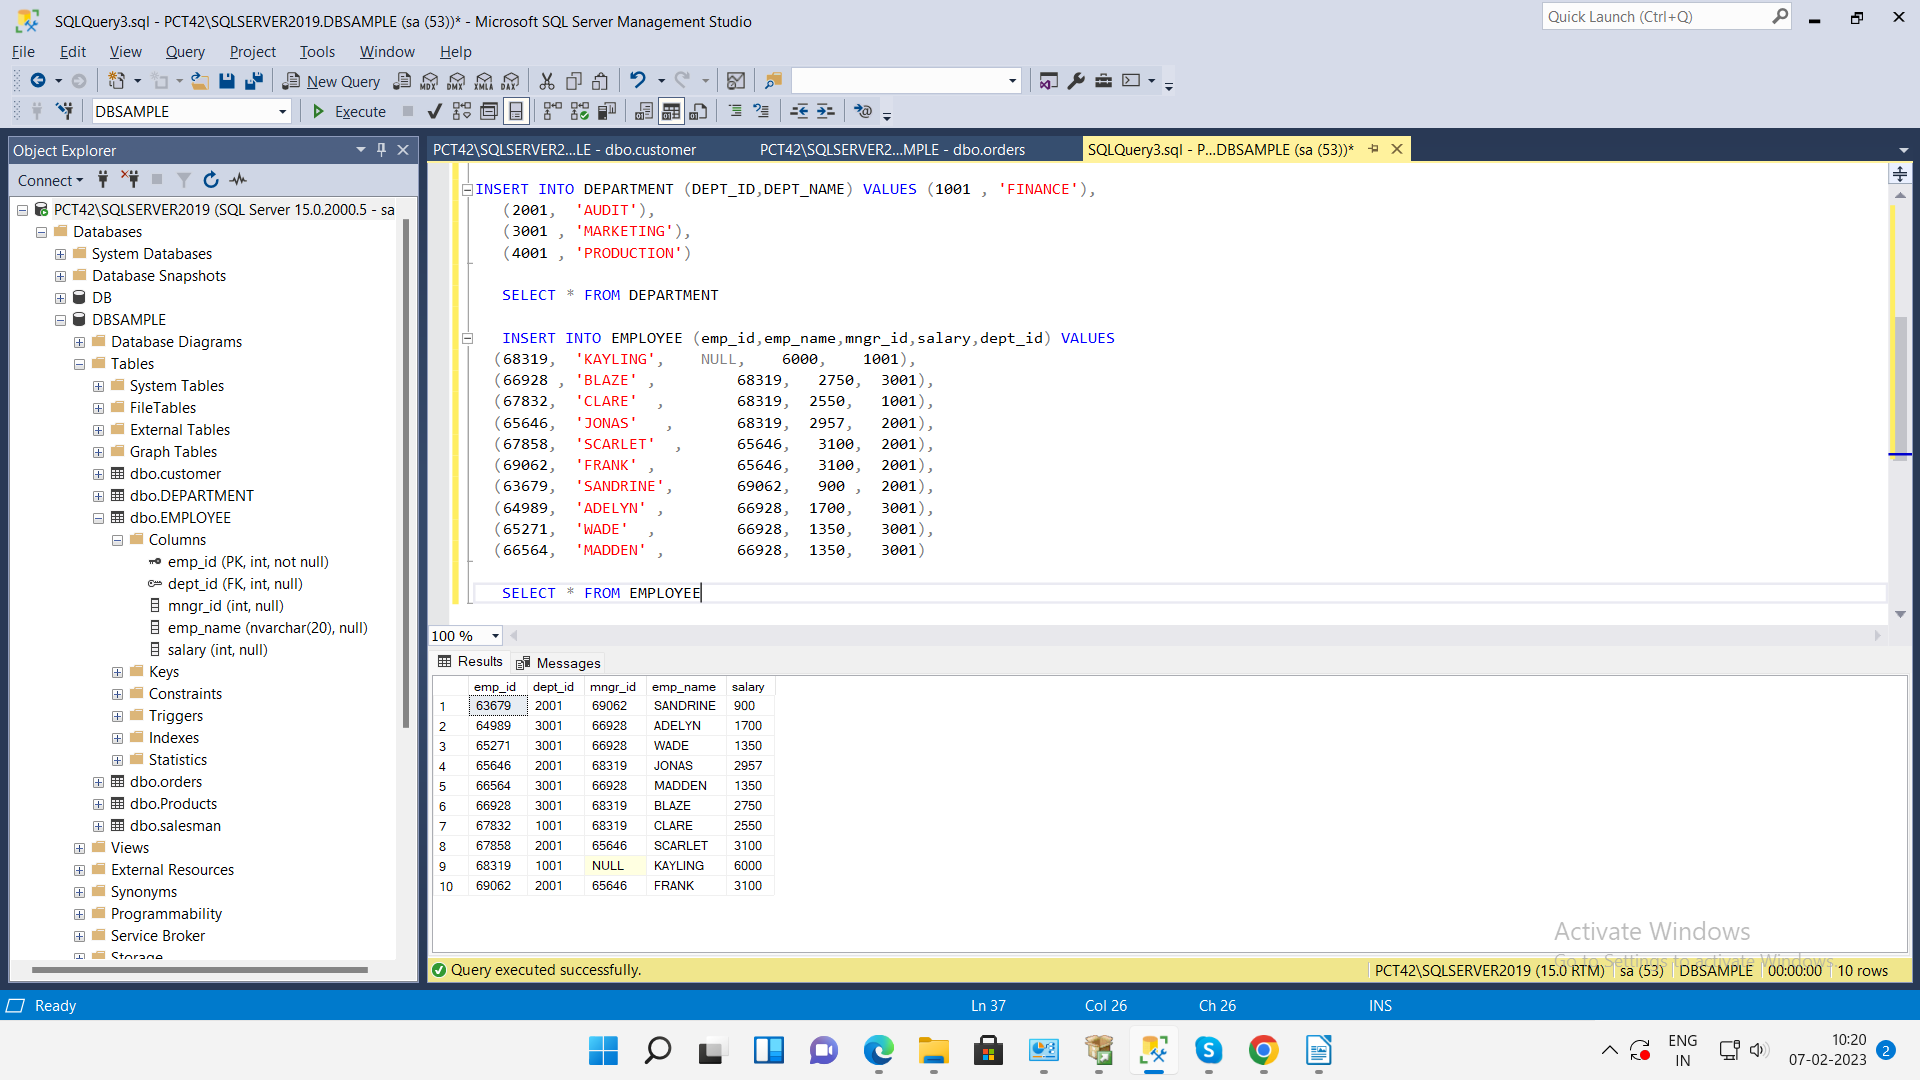 SQLQuery3.sql - PCT42\SQLSERVER2019.DBSAMPLE (sa (53))* - Microsoft SQL Server Management Studio
Quick Launch (Ctrl+Q)
File Edit View Query Project Tools Window Help
New Query MDX DMX XMLA DAX
DBSAMPLE Execute
Object Explorer
Connect
PCT42\SQLSERVER2019 (SQL Server 15.0.2000.5 - sa
Databases
System Databases
Database Snapshots
DB
DBSAMPLE
Database Diagrams
Tables
System Tables
FileTables
External Tables
Graph Tables
dbo.customer
dbo.DEPARTMENT
dbo.EMPLOYEE
Columns
emp_id (PK, int, not null)
dept_id (FK, int, null)
mngr_id (int, null)
emp_name (nvarchar(20), null)
salary (int, null)
Keys
Constraints
Triggers
Indexes
Statistics
dbo.orders
dbo.Products
dbo.salesman
Views
External Resources
Synonyms
Programmability
Service Broker
Storage
PCT42\SQLSERVER2...LE - dbo.customer PCT42\SQLSERVER2...MPLE - dbo.orders SQLQuery3.sql - P...DBSAMPLE (sa (53))*
INSERT INTO DEPARTMENT (DEPT_ID,DEPT_NAME) VALUES (1001 , 'FINANCE'),
(2001, 'AUDIT'),
(3001 , 'MARKETING'),
(4001 , 'PRODUCTION')
SELECT * FROM DEPARTMENT
INSERT INTO EMPLOYEE (emp_id,emp_name,mngr_id,salary,dept_id) VALUES
(68319, 'KAYLING', NULL, 6000, 1001),
(66928 , 'BLAZE' , 68319, 2750, 3001),
(67832, 'CLARE' , 68319, 2550, 1001),
(65646, 'JONAS' , 68319, 2957, 2001),
(67858, 'SCARLET' , 65646, 3100, 2001),
(69062, 'FRANK' , 65646, 3100, 2001),
(63679, 'SANDRINE', 69062, 900 , 2001),
(64989, 'ADELYN' , 66928, 1700, 3001),
(65271, 'WADE' , 66928, 1350, 3001),
(66564, 'MADDEN' , 66928, 1350, 3001)
SELECT * FROM EMPLOYEE
100 %
Results Messages
emp_id dept_id mngr_id emp_name salary
1 63679 2001 69062 SANDRINE 900
2 64989 3001 66928 ADELYN 1700
3 65271 3001 66928 WADE 1350
4 65646 2001 68319 JONAS 2957
5 66564 3001 66928 MADDEN 1350
6 66928 3001 68319 BLAZE 2750
7 67832 1001 68319 CLARE 2550
8 67858 2001 65646 SCARLET 3100
9 68319 1001 NULL KAYLING 6000
10 69062 2001 65646 FRANK 3100
Activate Windows
Go to Settings to activate Windows.
Query executed successfully. PCT42\SQLSERVER2019 (15.0 RTM) sa (53) DBSAMPLE 00:00:00 10 rows
Ready Ln 37 Col 26 Ch 26 INS
ENG
IN
10:20
07-02-2023
2